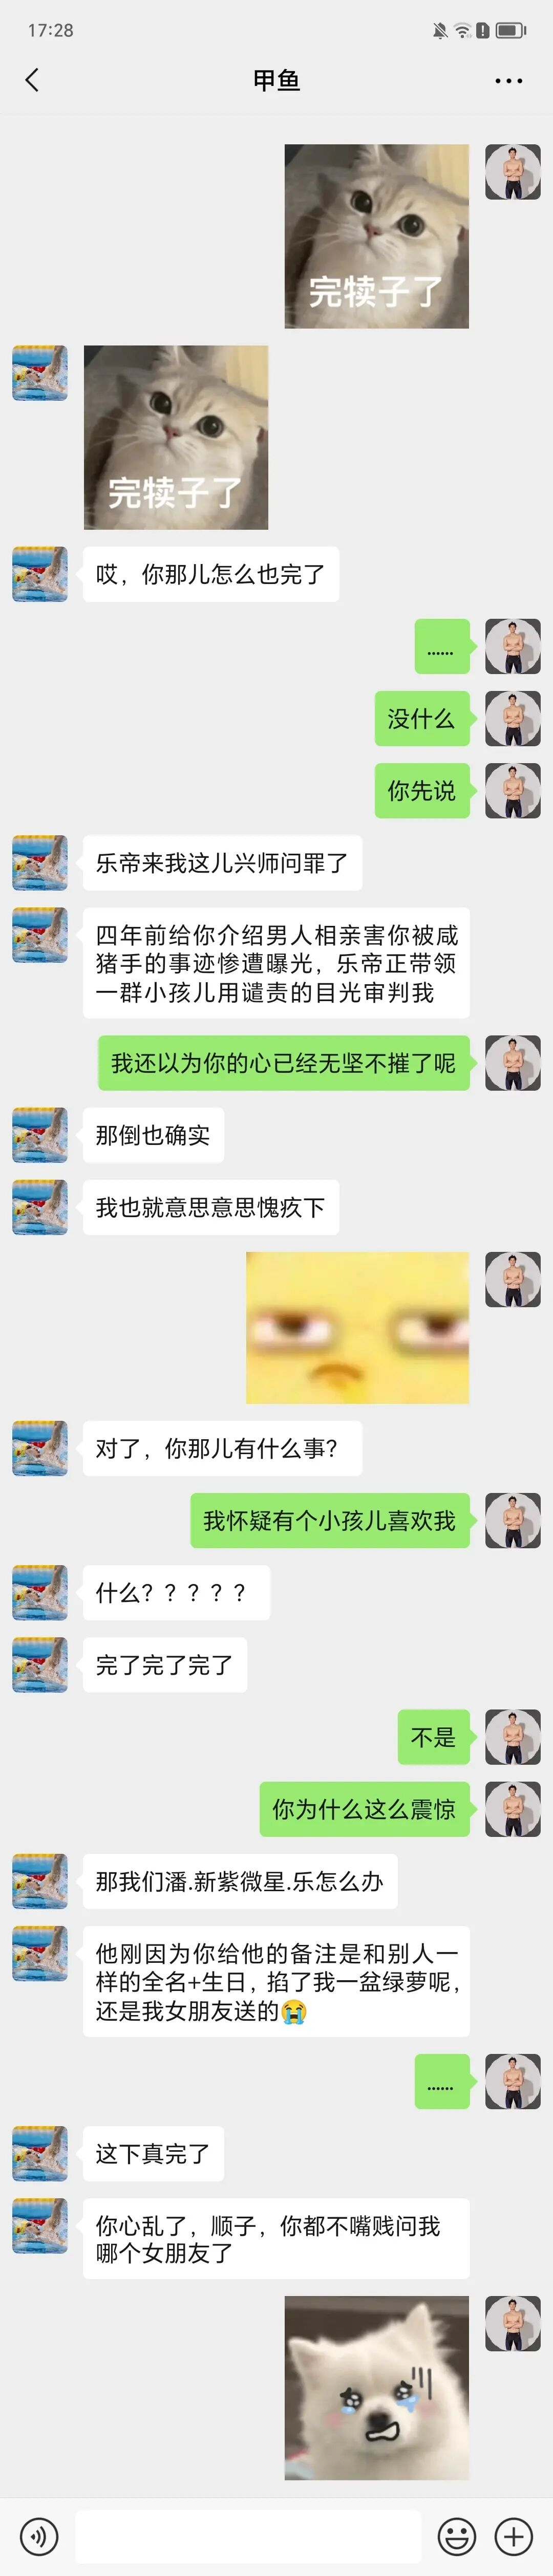 17:28
甲鱼
完犊子了
完犊子了
哎，你那儿怎么也完了
……
没什么
你先说
乐帝来我这儿兴师问罪了
四年前给你介绍男人相亲害你被咸
猪手的事迹惨遭曝光，乐帝正带领
一群小孩儿用谴责的目光审判我
我还以为你的心已经无坚不摧了呢
那倒也确实
我也就意思意思愧疚下
对了，你那儿有什么事？
我怀疑有个小孩儿喜欢我
什么？？？？？
完了完了完了
不是
你为什么这么震惊
那我们潘.新紫微星.乐怎么办
他刚因为你给他的备注是和别人一
样的全名+生日，掐了我一盆绿萝呢，
还是我女朋友送的😭
……
这下真完了
你心乱了，顺子，你都不嘴贱问我
哪个女朋友了